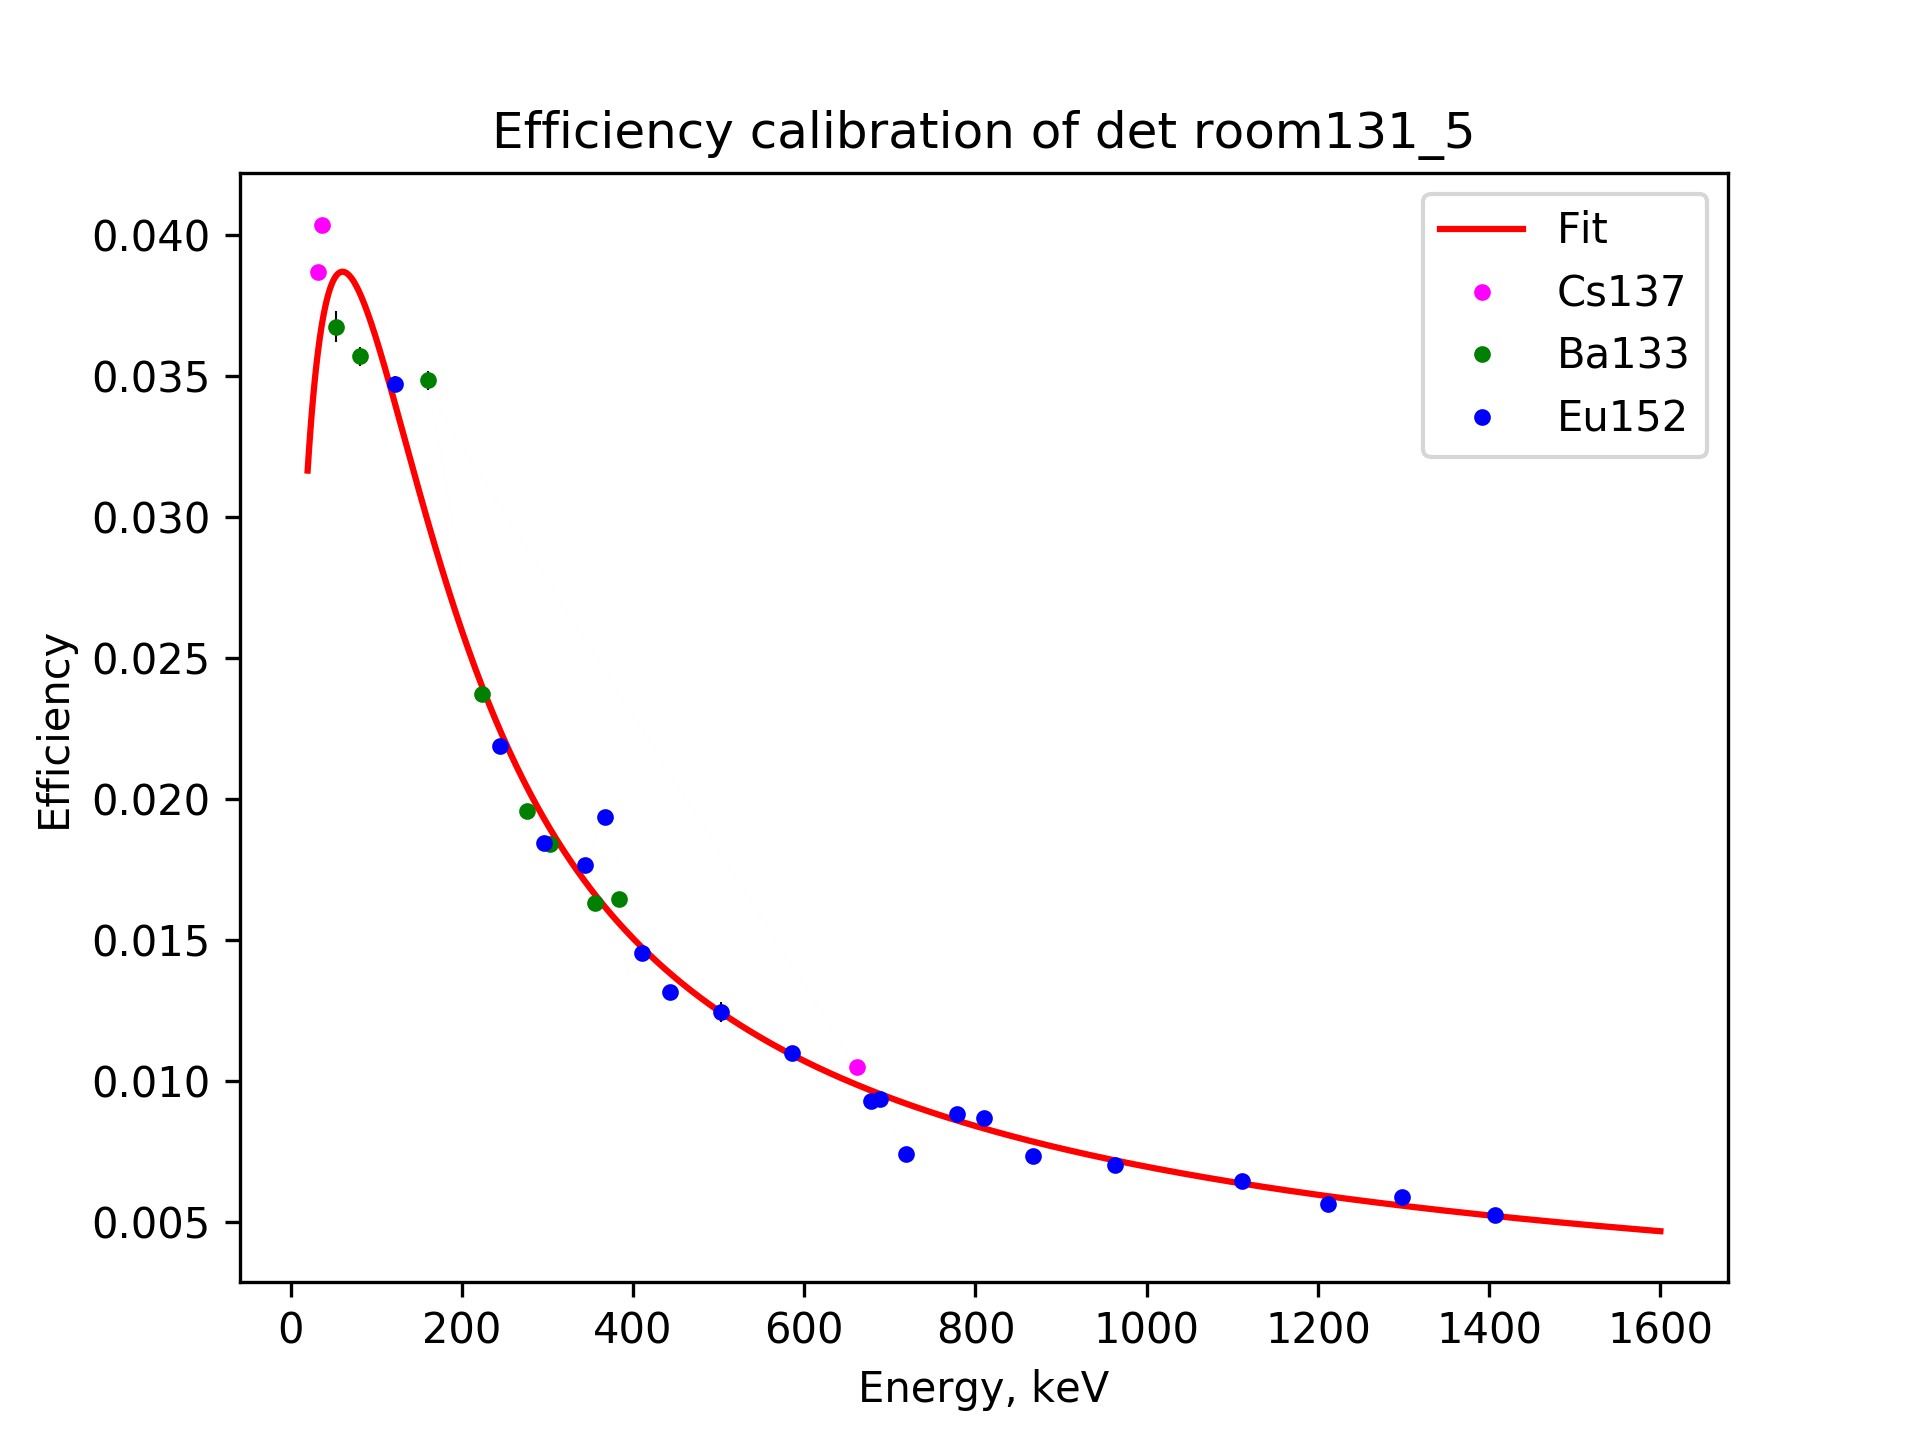 Efficiency calibration of det room131_5
Fit
Cs137
Ba133
Eu152
0.040
0.035
0.030
0.025
0.020
0.015
0.010
0.005
Efficiency
0 200 400 600 800 1000 1200 1400 1600
Energy, keV